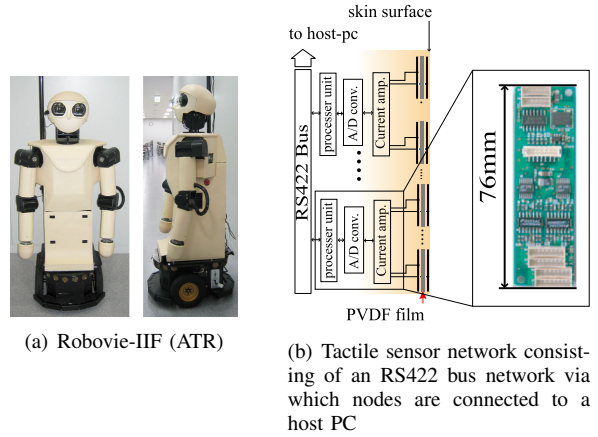 (a) Robovie-IIF (ATR)
skin surface
to host-pc
RS422 Bus
processer unit
A/D conv.
Current amp.
processer unit
A/D conv.
Current amp.
76mm
PVDF film
(b) Tactile sensor network consist-
ing of an RS422 bus network via
which nodes are connected to a
host PC